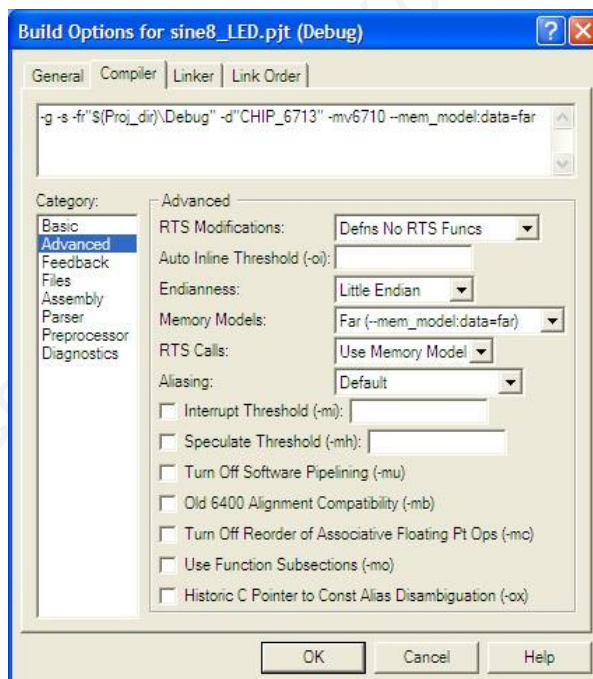 Build Options for sine8_LED.pjt (Debug)
General Compiler Linker Link Order
-g -s -fr"$(Proj_dir)\Debug" -d"CHIP_6713" -mv6710 --mem_model:data=far
Category:
Basic
Advanced
Feedback
Files
Assembly
Parser
Preprocessor
Diagnostics
Advanced
RTS Modifications: Defns No RTS Funcs
Auto Inline Threshold (-oi):
Endianness: Little Endian
Memory Models: Far (--mem_model:data=far)
RTS Calls: Use Memory Model
Aliasing: Default
Interrupt Threshold (-mi):
Speculate Threshold (-mh):
Turn Off Software Pipelining (-mu)
Old 6400 Alignment Compatibility (-mb)
Turn Off Reorder of Associative Floating Pt Ops (-mc)
Use Function Subsections (-mo)
Historic C Pointer to Const Alias Disambiguation (-ox)
OK Cancel Help